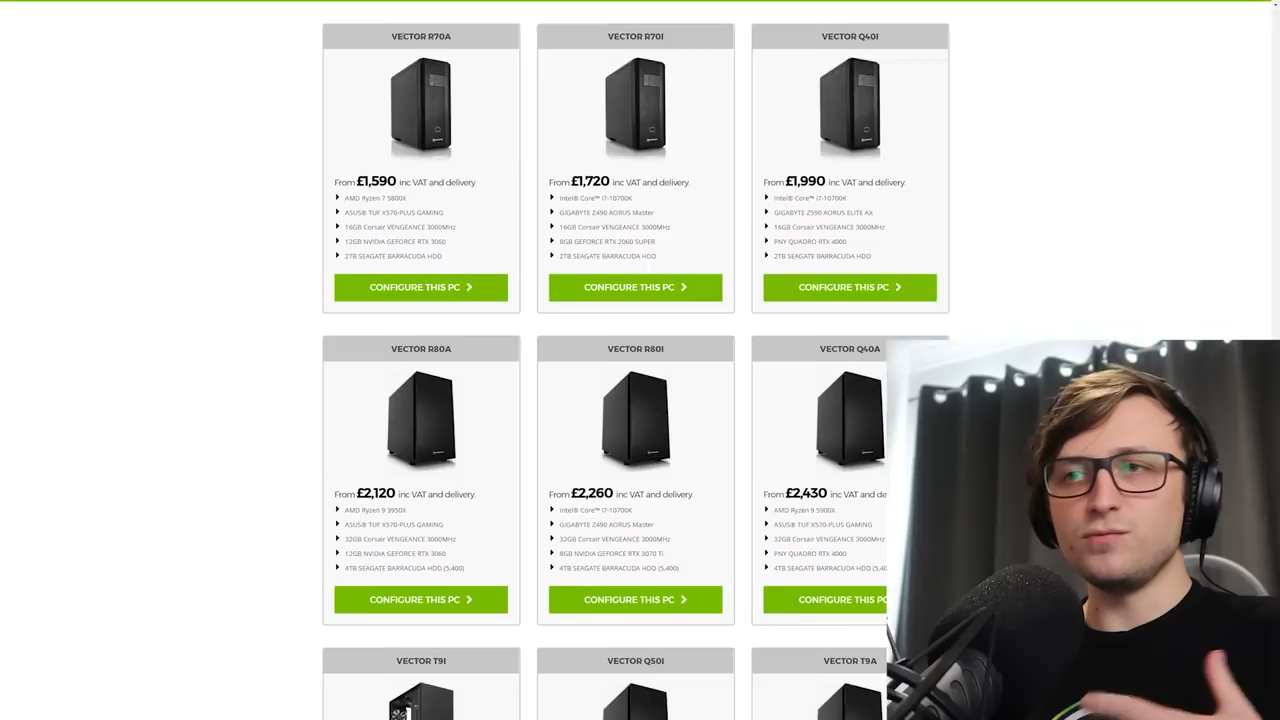 VECTOR R70A
From £1,590 inc VAT and delivery.
AMD Ryzen 7 5800X
ASUS® TUF X570-PLUS GAMING
16GB Corsair VENGEANCE 3000MHz
12GB NVIDIA GEFORCE RTX 3060
2TB SEAGATE BARRACUDA HDD
CONFIGURE THIS PC
VECTOR R70I
From £1,720 inc VAT and delivery.
Intel® Core™ i7-10700K
GIGABYTE Z490 AORUS Master
16GB Corsair VENGEANCE 3000MHz
8GB GEFORCE RTX 2060 SUPER
2TB SEAGATE BARRACUDA HDD
CONFIGURE THIS PC
VECTOR Q40I
From £1,990 inc VAT and delivery.
Intel® Core™ i7-10700K
GIGABYTE Z590 AORUS ELITE AX
16GB Corsair VENGEANCE 3000MHz
PNY QUADRO RTX 4000
2TB SEAGATE BARRACUDA HDD
CONFIGURE THIS PC
VECTOR R80A
From £2,120 inc VAT and delivery.
AMD Ryzen 9 3950X
ASUS® TUF X570-PLUS GAMING
32GB Corsair VENGEANCE 3000MHz
12GB NVIDIA GEFORCE RTX 3060
4TB SEAGATE BARRACUDA HDD (5,400)
CONFIGURE THIS PC
VECTOR R80I
From £2,260 inc VAT and delivery.
Intel® Core™ i7-10700K
GIGABYTE Z490 AORUS Master
32GB Corsair VENGEANCE 3000MHz
8GB NVIDIA GEFORCE RTX 3070 Ti
4TB SEAGATE BARRACUDA HDD (5,400)
CONFIGURE THIS PC
VECTOR Q40A
From £2,430 inc VAT and de
AMD Ryzen 9 5900X
ASUS® TUF X570-PLUS GAMING
32GB Corsair VENGEANCE 3000MHz
PNY QUADRO RTX 4000
4TB SEAGATE BARRACUDA HDD (5,40
CONFIGURE THIS PC
VECTOR T9I
VECTOR Q50I
VECTOR T9A